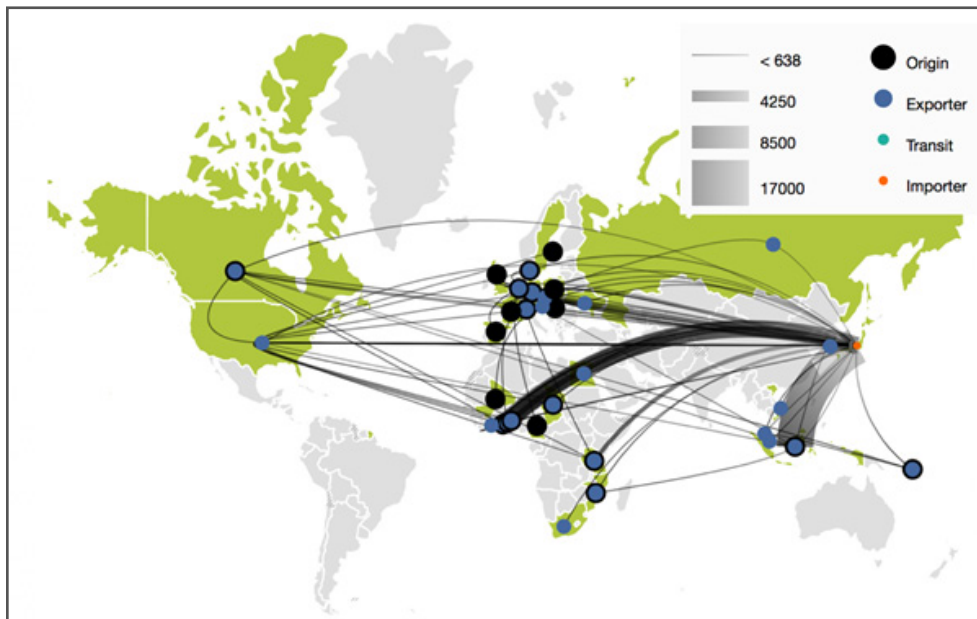 < 638
Origin
4250
Exporter
8500
Transit
17000
Importer